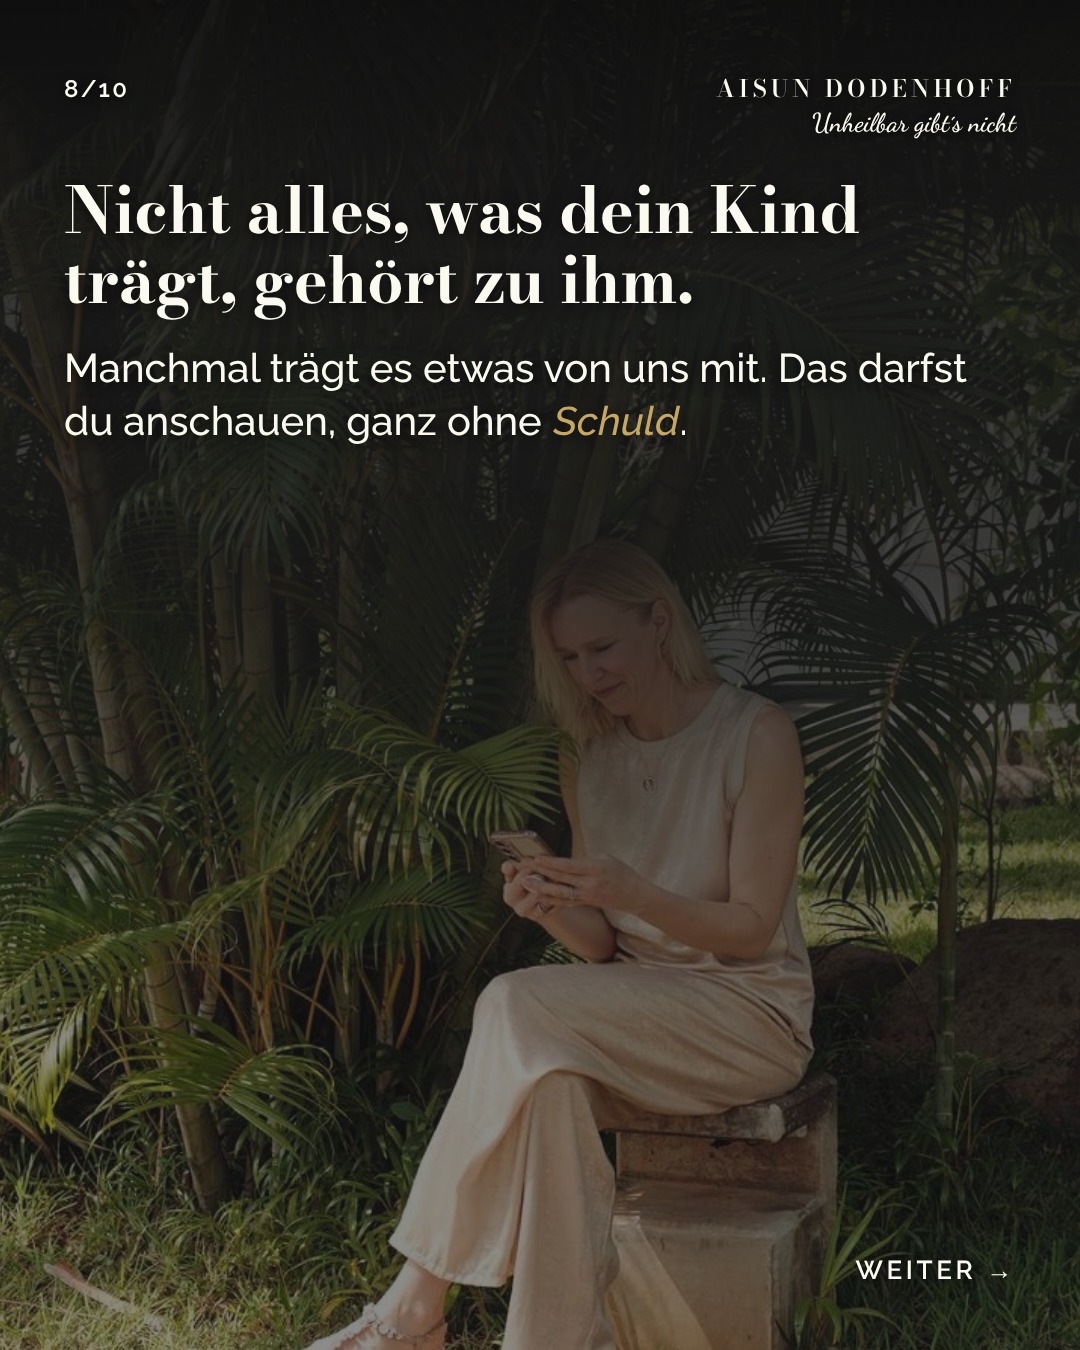 8/10
AISUN DODENHOFF
Unheilbar gibt's nicht
Nicht alles, was dein Kind
trägt, gehört zu ihm.
Manchmal trägt es etwas von uns mit. Das darfst
du anschauen, ganz ohne Schuld.
WEITER →